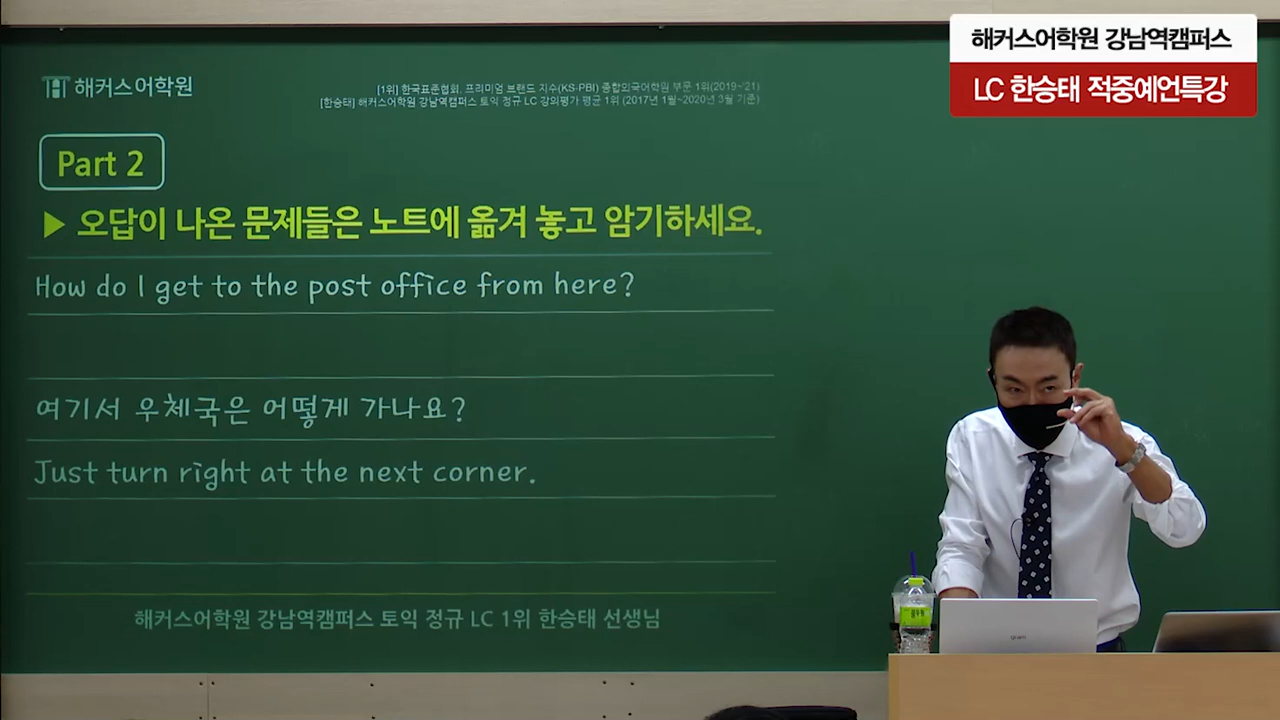 해커스어학원 강남역캠퍼스
LC 한승태 적중예언특강
해커스어학원
[1위] 한국표준협회, 프리미엄 브랜드 지수(KS-PBI) 종합외국어학원 부문 1위(2019~'21)
[한승태] 해커스어학원 강남역캠퍼스 토익 정규 LC 강의평가 평균 1위 (2017년 1월~2020년 3월 기준)
Part 2
▶ 오답이 나온 문제들은 노트에 옮겨 놓고 암기하세요.
How do I get to the post office from here?
여기서 우체국은 어떻게 가나요?
Just turn right at the next corner.
해커스어학원 강남역캠퍼스 토익 정규 LC 1위 한승태 선생님
gram